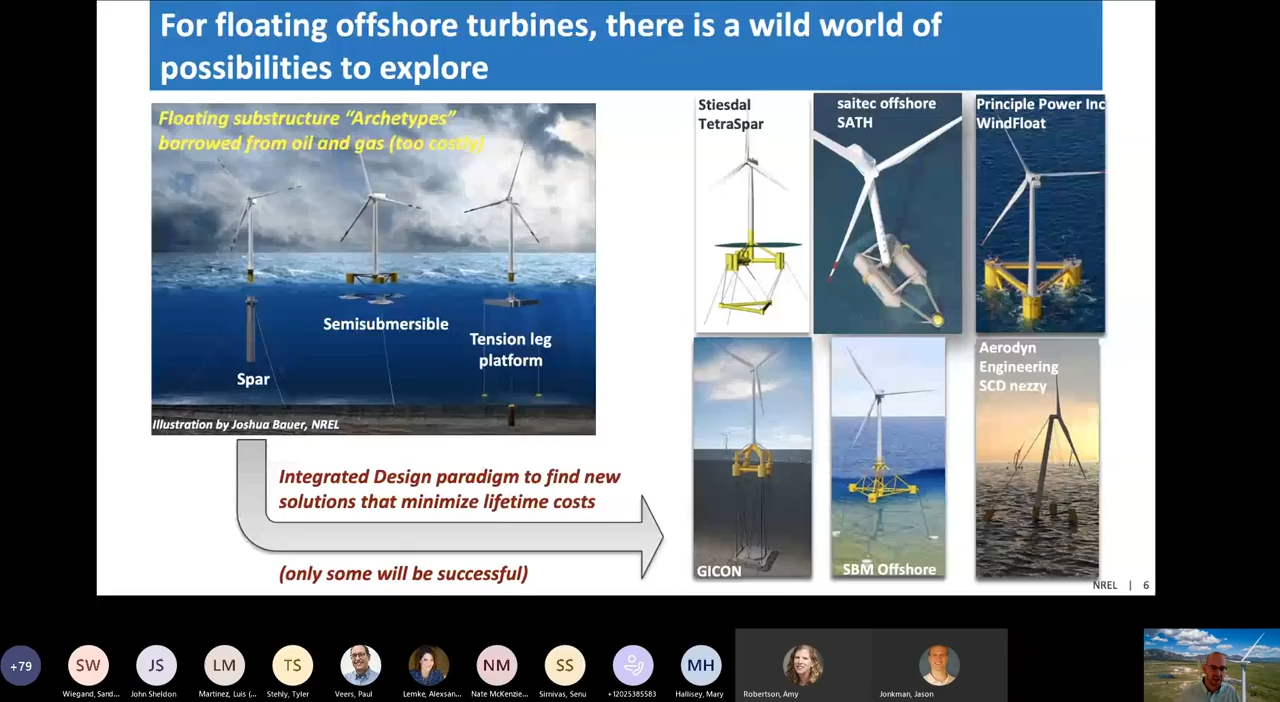 For floating offshore turbines, there is a wild world of
possibilities to explore
Floating substructure “Archetypes”
borrowed from oil and gas (too costly)
Semisubmersible
Tension leg
platform
Spar
Illustration by Joshua Bauer, NREL
Integrated Design paradigm to find new
solutions that minimize lifetime costs
(only some will be successful)
Stiesdal
TetraSpar
saitec offshore
SATH
Principle Power Inc
WindFloat
GICON
SBM Offshore
Aerodyn
Engineering
SCD nezzy
NREL | 6
+79
SW
JS
LM
TS
NM
SS
MH
Wiegand, Sand...
John Sheldon
Martinez, Luis (...
Stehly, Tyler
Veers, Paul
Lemke, Alexsan...
Nate McKenzie...
Sirnivas, Senu
+12025385583
Hallisey, Mary
Robertson, Amy
Jonkman, Jason